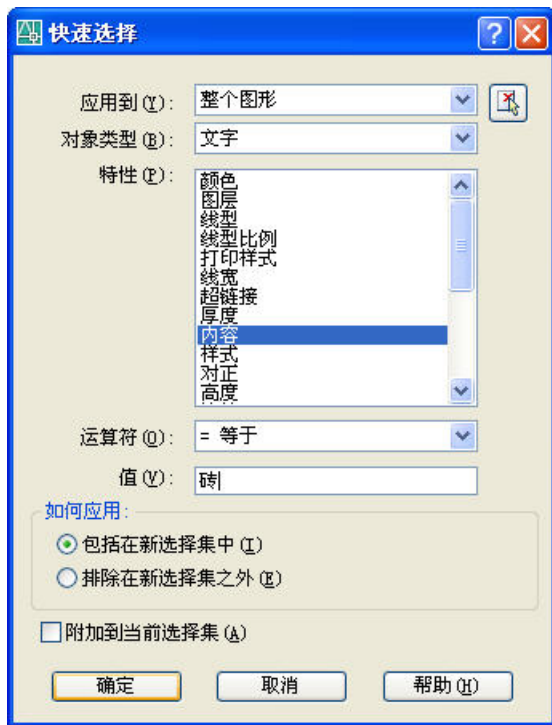 快速选择
应用到(Y): 整个图形
对象类型(B): 文字
特性(P):
颜色
图层
线型
线型比例
打印样式
线宽
超链接
厚度
内容
样式
对正
高度
运算符(O): = 等于
值(V): 砖
如何应用:
包括在新选择集中(I)
排除在新选择集之外(E)
附加到当前选择集(A)
确定 取消 帮助(H)